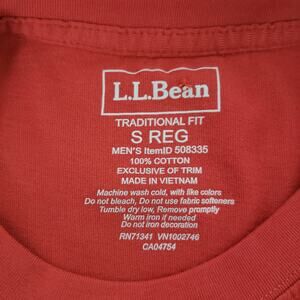 L.L.Bean
TRADITIONAL FIT
S REG
MEN'S ItemID 508335
100% COTTON
EXCLUSIVE OF TRIM
MADE IN VIETNAM
Machine wash cold, with like colors
Do not bleach, Do not use fabric softeners
Tumble dry low, Remove promptly
Warm iron if needed
Do not iron decoration
RN71341 VN1002746
CA04754